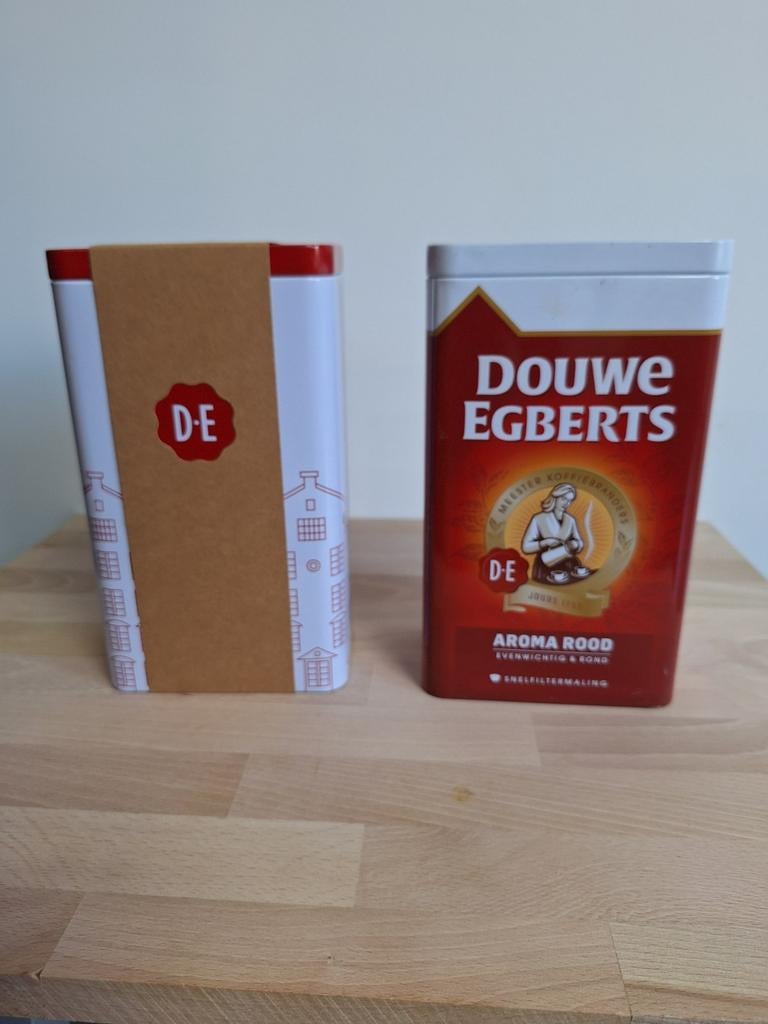 D·E
DOUWE
EGBERTS
MEESTER KOFFIEBRANDERS
D·E
AROMA ROOD
EVENWICHTIG & ROND
SNELFILTERMALING